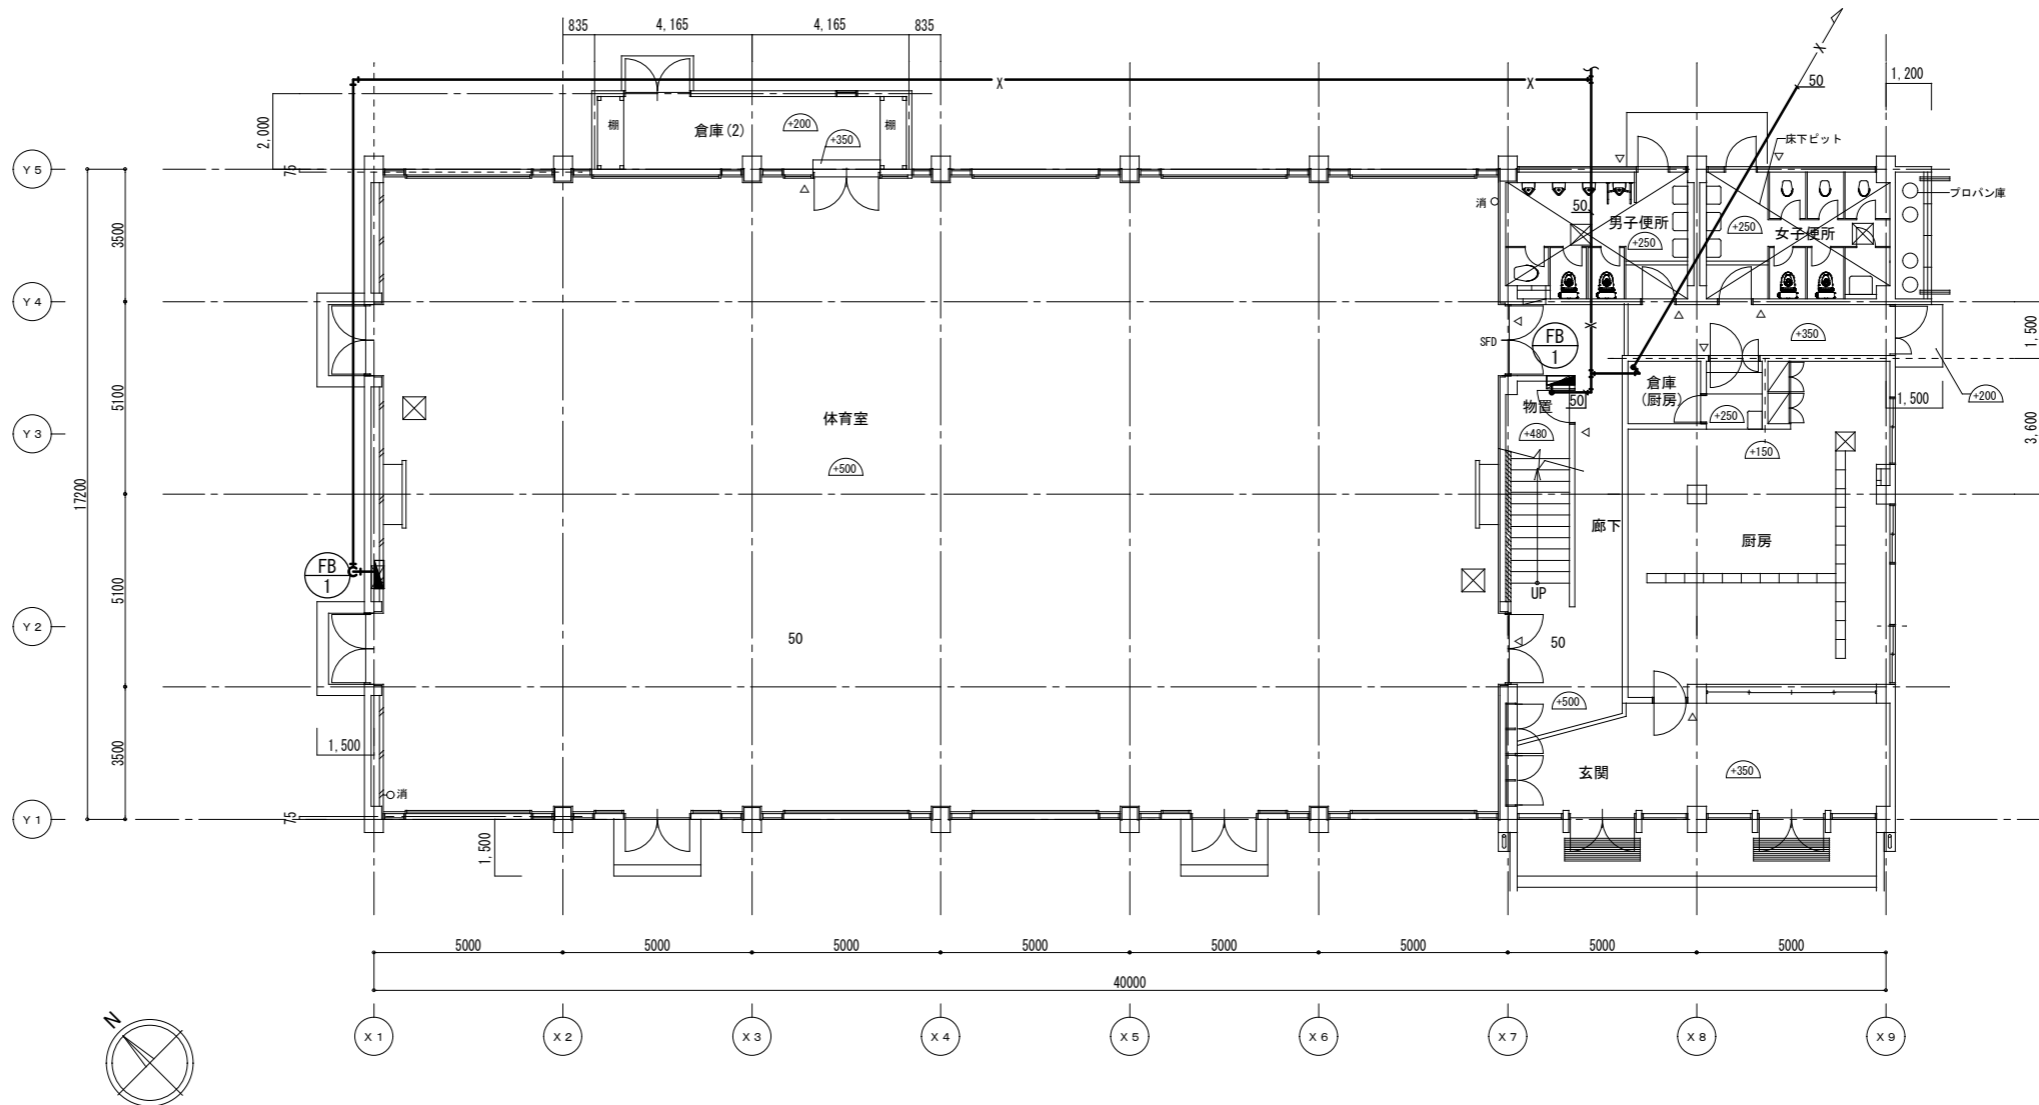 835
4,165
4,165
835
X
X
X
50
1,200
2,000
棚
倉庫(2)
+200
+350
棚
床下ピット
プロパン庫
Y5
75
消
50
男子便所
+250
+250
女子便所
3500
Y4
SFD
FB
1
X
+350
1,500
5100
倉庫
(厨房)
+250
1,500
+200
体育室
物置
50
+480
+150
3,600
Y3
+500
17200
廊下
厨房
FB
1
5100
UP
Y2
50
50
+500
1,500
3500
玄関
+350
消
Y1
75
1,500
5000
5000
5000
5000
5000
5000
5000
5000
40000
N
X1
X2
X3
X4
X5
X6
X7
X8
X9